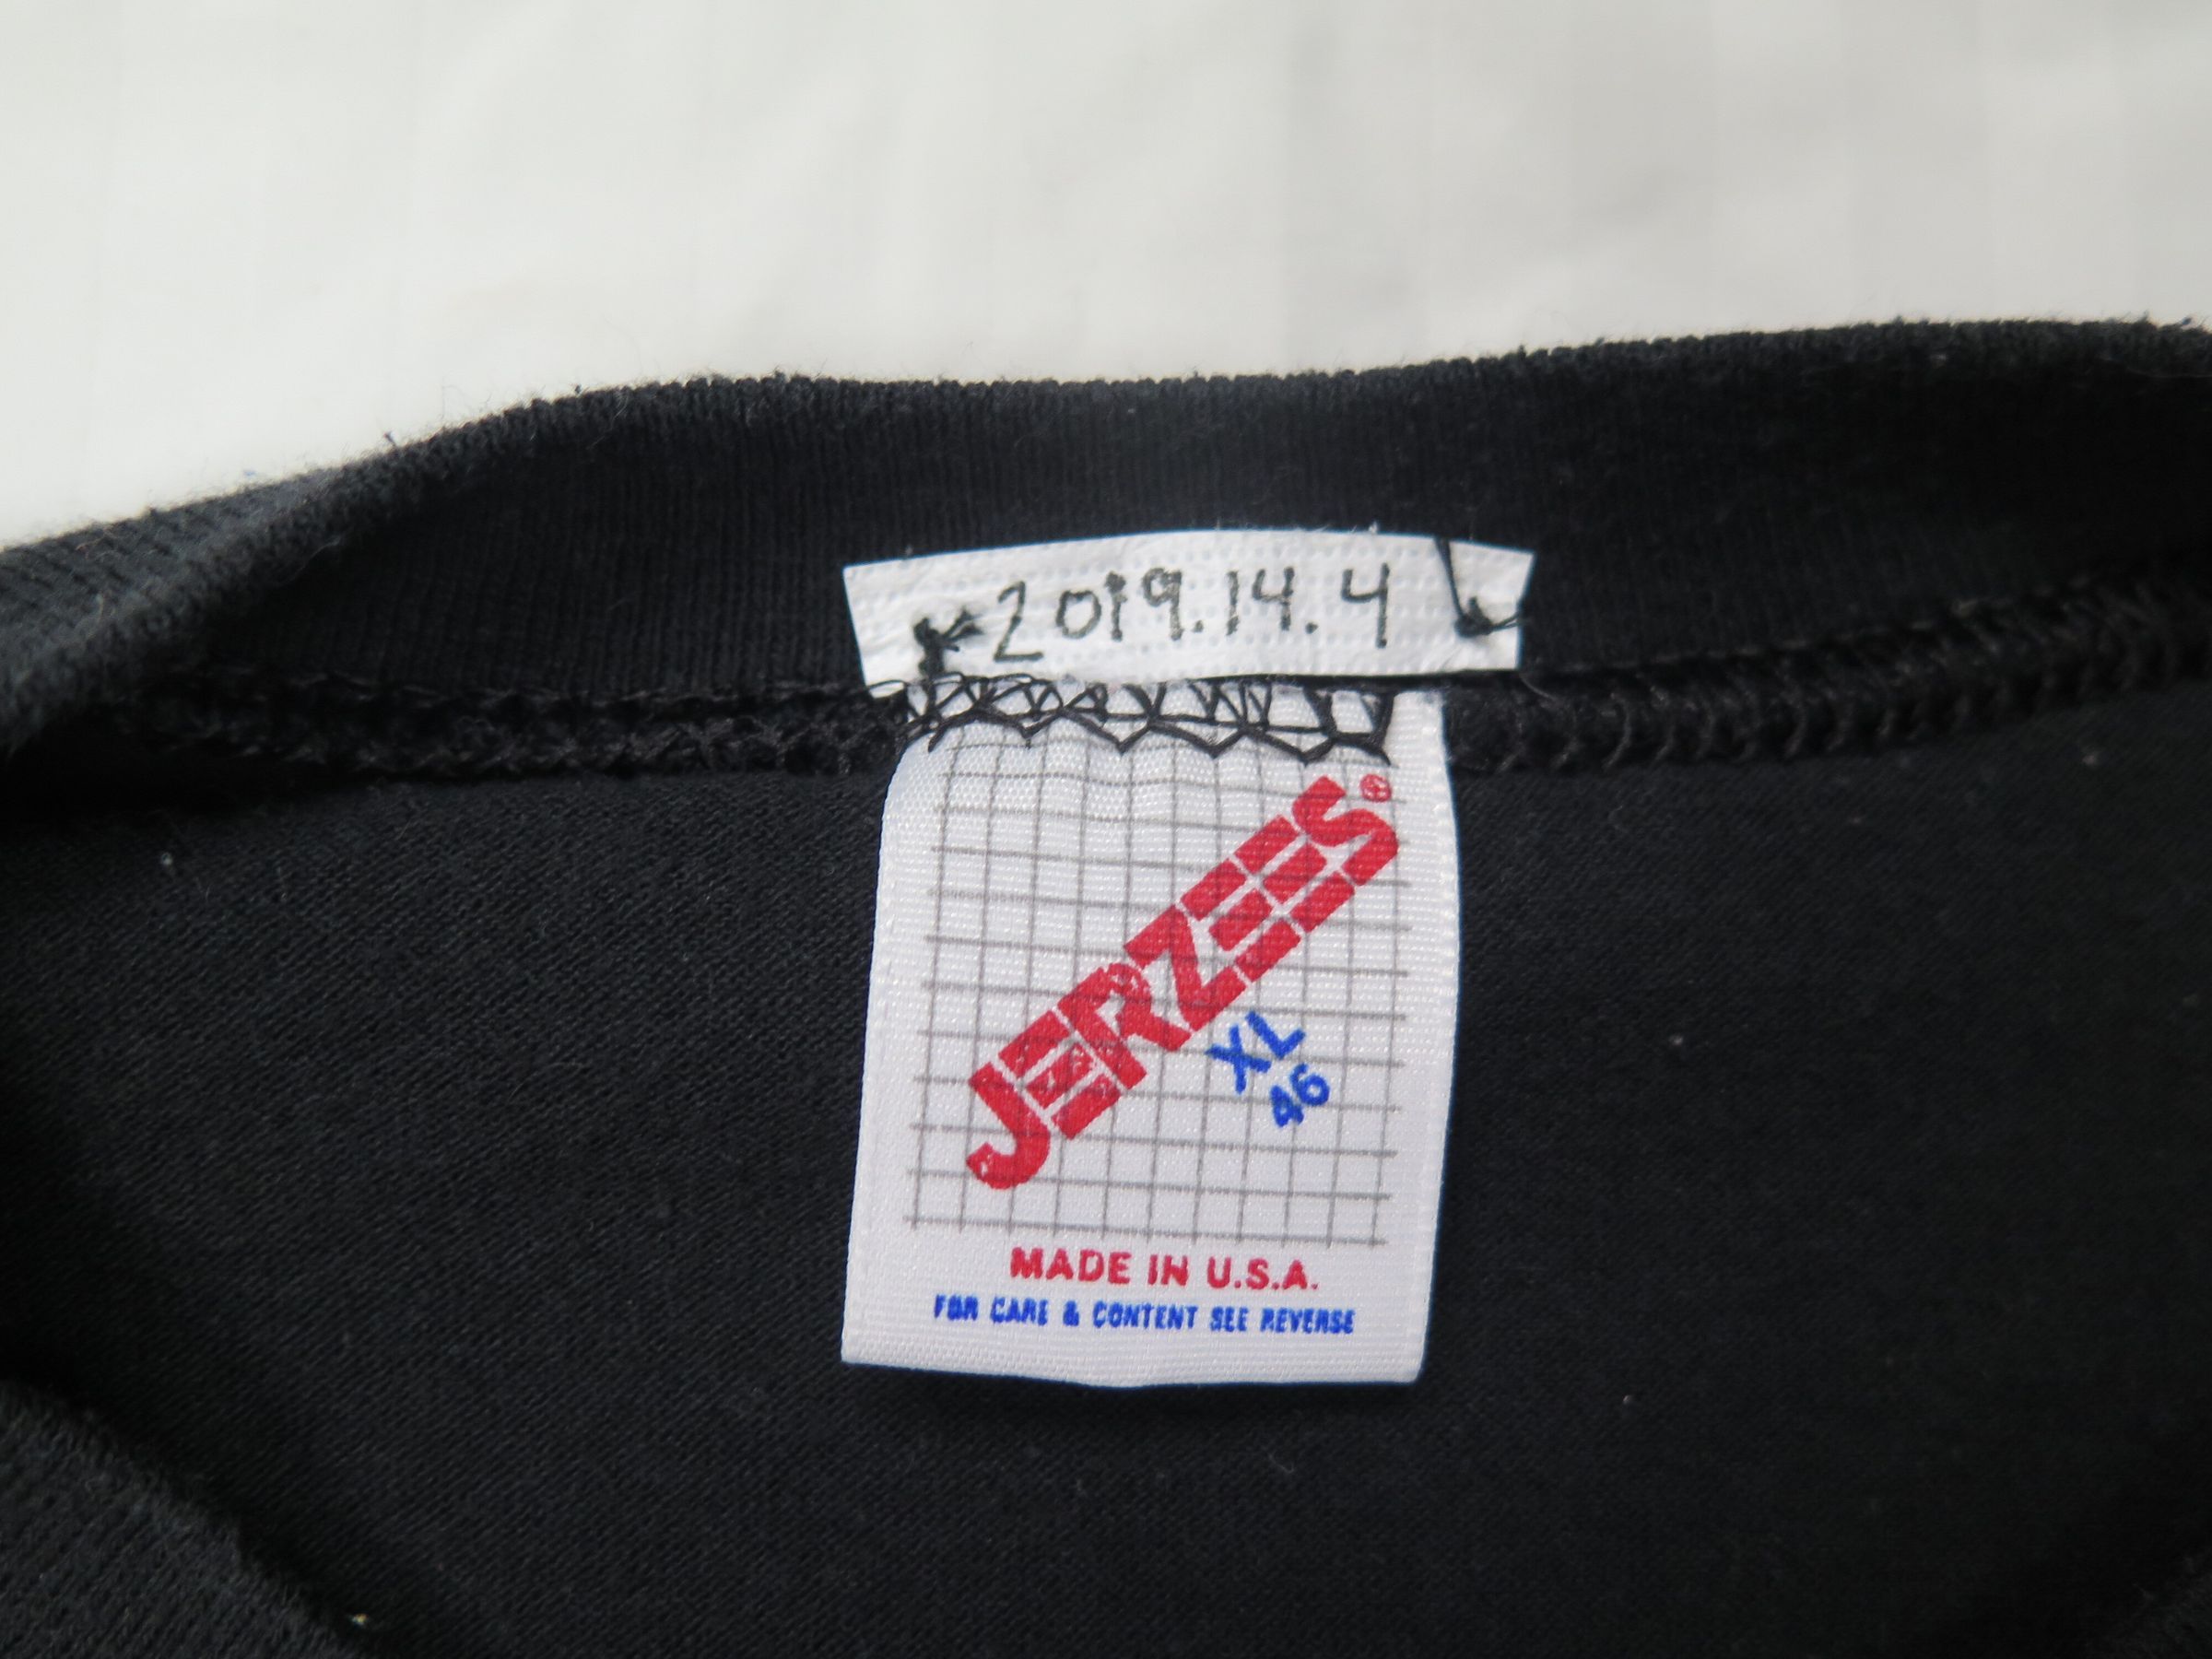 2019.14.4
JERZEES®
XL
46
MADE IN U.S.A.
FOR CARE & CONTENT SEE REVERSE